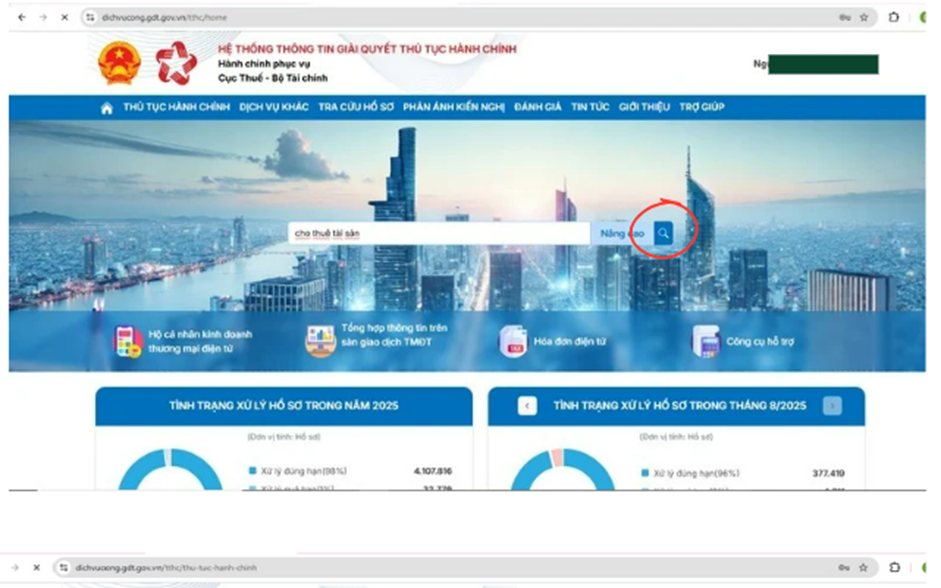 dichvucong.gdt.gov.vn/tthc/home
HỆ THỐNG THÔNG TIN GIẢI QUYẾT THỦ TỤC HÀNH CHÍNH
Hành chính phục vụ
Cục Thuế - Bộ Tài chính
THỦ TỤC HÀNH CHÍNH DỊCH VỤ KHÁC TRA CỨU HỒ SƠ PHẢN ÁNH KIẾN NGHỊ ĐÁNH GIÁ TIN TỨC GIỚI THIỆU TRỢ GIÚP
cho thuê tài sản
Nâng cao
Hộ cá nhân kinh doanh
thương mại điện tử
Tổng hợp thông tin trên
sàn giao dịch TMĐT
TAX
Hóa đơn điện tử
Công cụ hỗ trợ
TÌNH TRẠNG XỬ LÝ HỒ SƠ TRONG NĂM 2025
(Đơn vị tính: Hồ sơ)
Xử lý đúng hạn(98%) 4.107.816
TÌNH TRẠNG XỬ LÝ HỒ SƠ TRONG THÁNG 8/2025
(Đơn vị tính: Hồ sơ)
Xử lý đúng hạn(96%) 377.419
dichvucong.gdt.gov.vn/tthc/thu-tuc-hanh-chinh